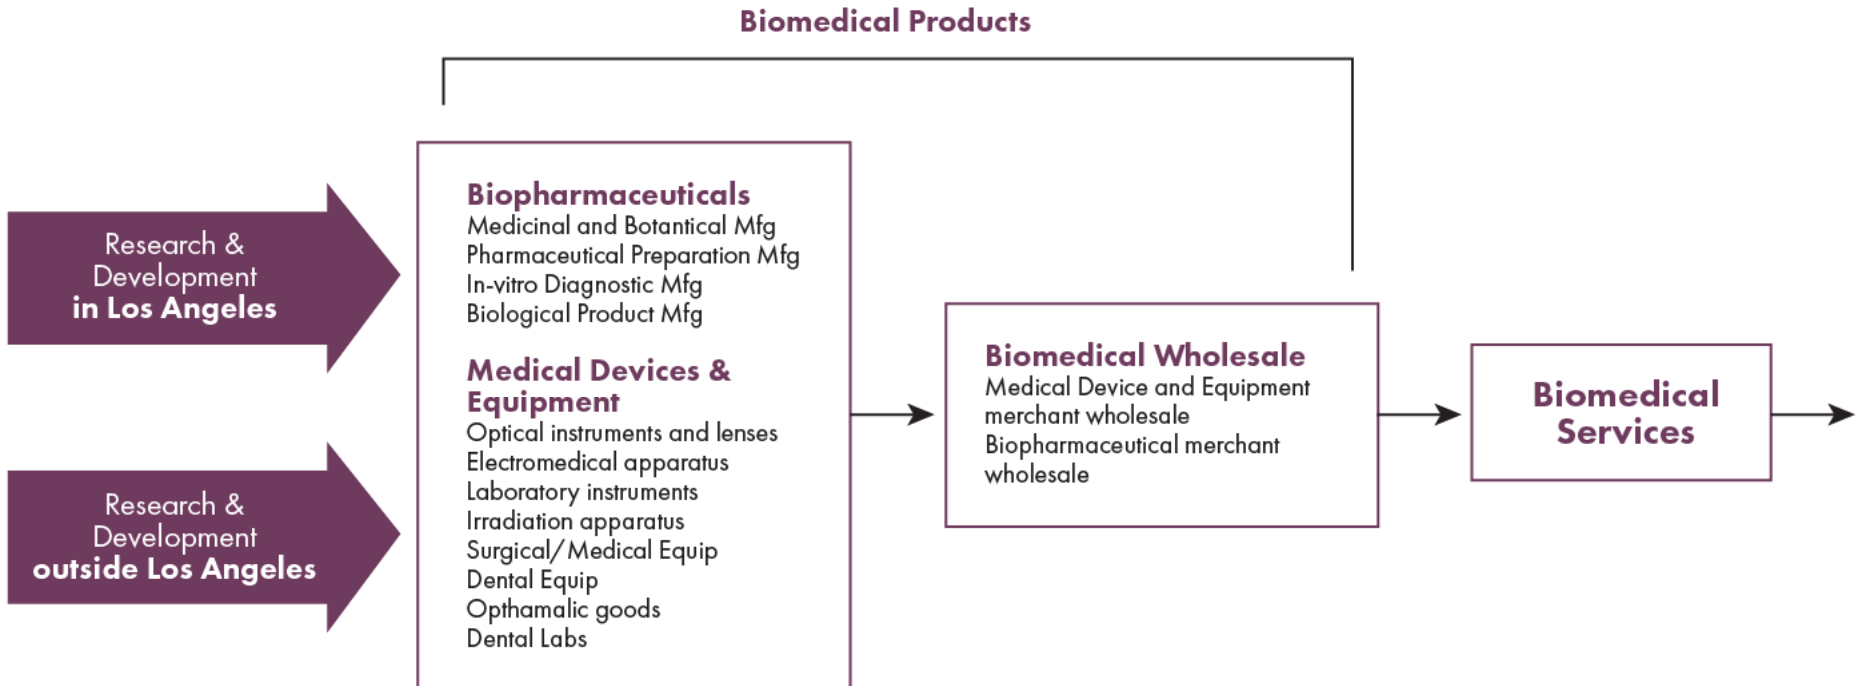 Biomedical Products
Research &
Development
in Los Angeles
Research &
Development
outside Los Angeles
Biopharmaceuticals
Medicinal and Botantical Mfg
Pharmaceutical Preparation Mfg
In-vitro Diagnostic Mfg
Biological Product Mfg
Medical Devices &
Equipment
Optical instruments and lenses
Electromedical apparatus
Laboratory instruments
Irradiation apparatus
Surgical/Medical Equip
Dental Equip
Opthamalic goods
Dental Labs
Biomedical Wholesale
Medical Device and Equipment
merchant wholesale
Biopharmaceutical merchant
wholesale
Biomedical
Services